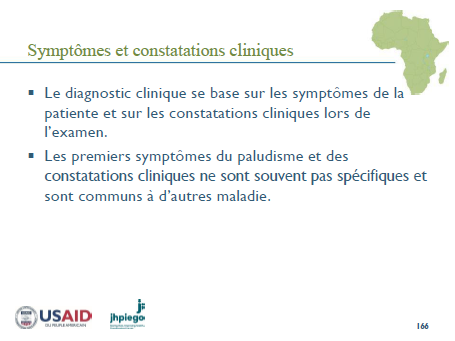 Symptômes et constatations cliniques
▪ Le diagnostic clinique se base sur les symptômes de la
patiente et sur les constatations cliniques lors de
l’examen.
▪ Les premiers symptômes du paludisme et des
constatations cliniques ne sont souvent pas spécifiques et
sont communs à d’autres maladie.
USAID
jhpiego
166